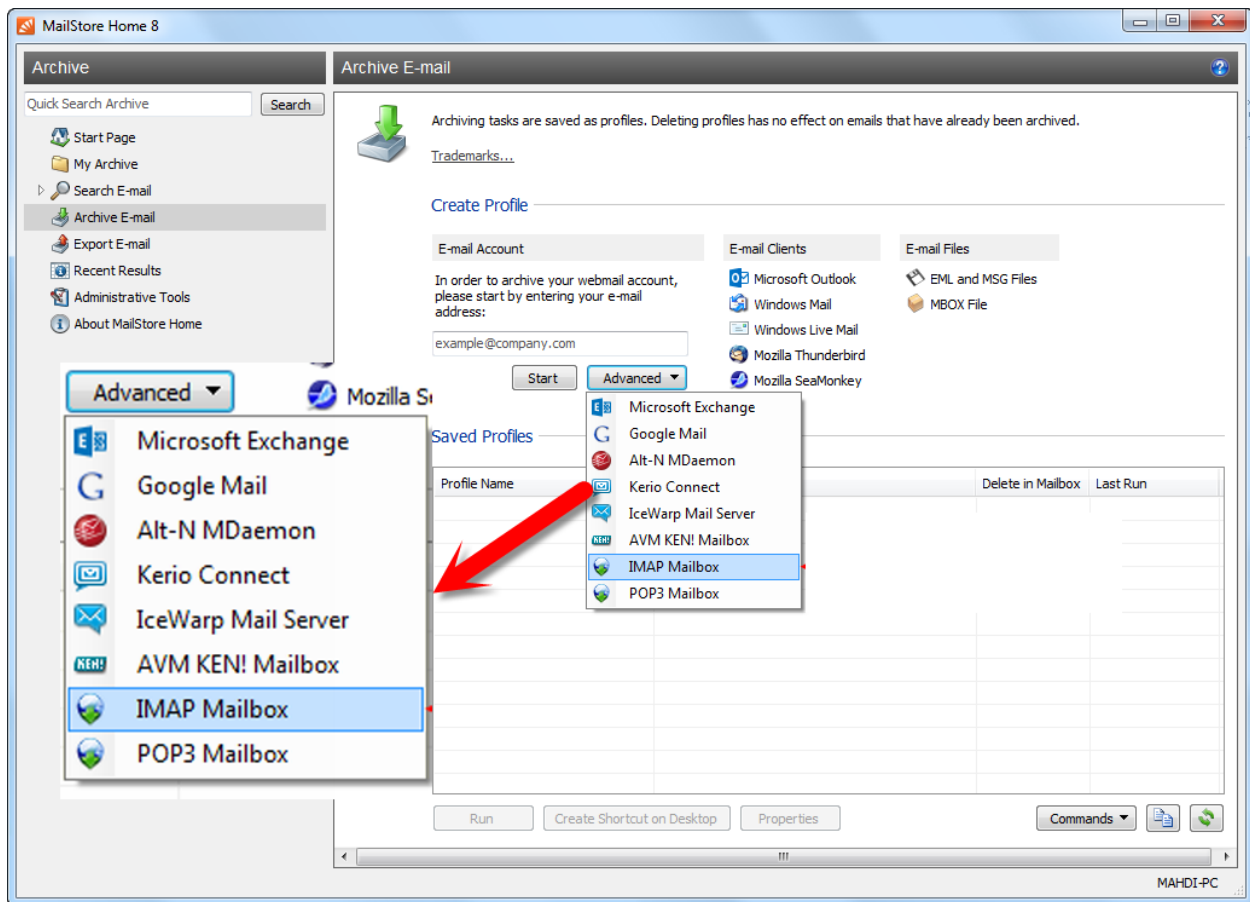 MailStore Home 8
Archive
Quick Search Archive
Search
Start Page
My Archive
Search E-mail
Archive E-mail
Export E-mail
Recent Results
Administrative Tools
About MailStore Home
Archive E-mail
Archiving tasks are saved as profiles. Deleting profiles has no effect on emails that have already been archived.
Trademarks...
Create Profile
E-mail Account
In order to archive your webmail account,
please start by entering your e-mail
address:
example@company.com
Start
Advanced
E-mail Clients
Microsoft Outlook
Windows Mail
Windows Live Mail
Mozilla Thunderbird
Mozilla SeaMonkey
E-mail Files
EML and MSG Files
MBOX File
Microsoft Exchange
Google Mail
Alt-N MDaemon
Kerio Connect
IceWarp Mail Server
AVM KEN! Mailbox
IMAP Mailbox
POP3 Mailbox
Saved Profiles
Profile Name
Delete in Mailbox
Last Run
Advanced
Mozilla S
Microsoft Exchange
Google Mail
Alt-N MDaemon
Kerio Connect
IceWarp Mail Server
KEN! AVM KEN! Mailbox
IMAP Mailbox
POP3 Mailbox
Run
Create Shortcut on Desktop
Properties
Commands
MAHDI-PC